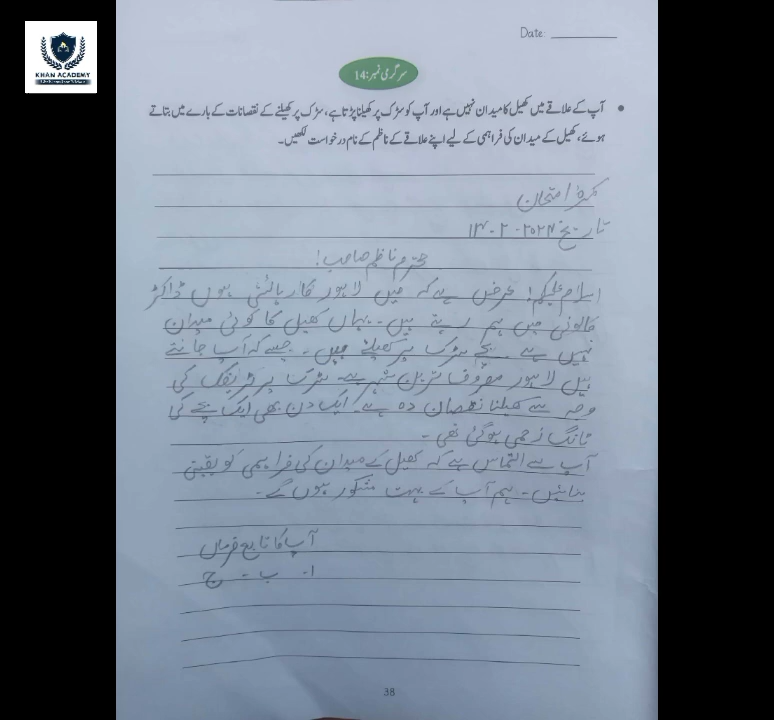 KHAN ACADEMY
Date:
سرگرمی نمبر:14
• آپ کے علاقے میں کھیل کا میدان نہیں ہے اور آپ کو سڑک پر کھیلنا پڑتا ہے، سڑک پر کھیلنے کے نقصانات کے بارے میں بتاتے
ہوئے، کھیل کے میدان کی فراہمی کے لیے اپنے علاقے کے ناظم کے نام درخواست لکھیں۔
کمرۂ امتحان
تاریخ
محترم ناظم صاحب!
اسلام علیکم! عرض ہے کہ میں لاہور کا رہائشی ہوں ڈاکٹر
کالونی میں ہم رہتے ہیں۔ یہاں کھیل کا کوئی میدان
نہیں ہے۔ بچے سڑک پر کھیلتے ہیں۔ جیسے کہ آپ جانتے
ہیں لاہور مصروف ترین شہر ہے۔ سڑک پر ٹریفک کی
وجہ سے کھیلنا نقصان دہ ہے۔ ایک دن بھی ایک بچے کی
ٹانگ زخمی ہوگئی تھی۔
آپ سے التماس ہے کہ کھیل کے میدان کی فراہمی کو یقینی
بنائیں۔ ہم آپ کے بہت مشکور ہوں گے۔
آپ کا تابع فرمان
ا۔ ب۔ ج
38